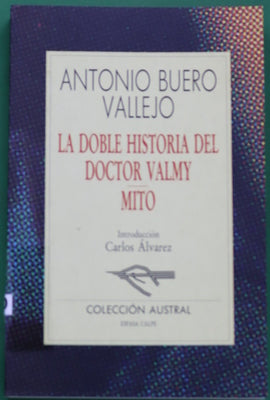 ANTONIO BUERO
VALLEJO
LA DOBLE HISTORIA DEL
DOCTOR VALMY
MITO
Introducción
Carlos Álvarez
COLECCIÓN AUSTRAL
ESPASA CALPE